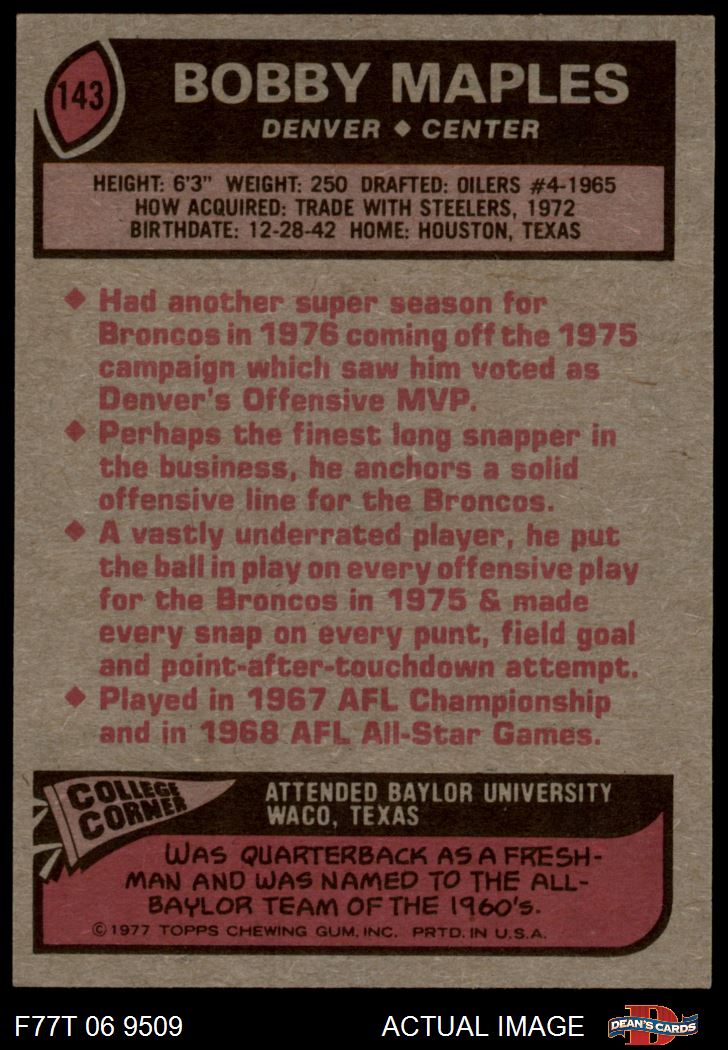 143
BOBBY MAPLES
DENVER ◆ CENTER
HEIGHT: 6'3" WEIGHT: 250 DRAFTED: OILERS #4-1965
HOW ACQUIRED: TRADE WITH STEELERS, 1972
BIRTHDATE: 12-28-42 HOME: HOUSTON, TEXAS
◆ Had another super season for
Broncos in 1976 coming off the 1975
campaign which saw him voted as
Denver's Offensive MVP.
◆ Perhaps the finest long snapper in
the business, he anchors a solid
offensive line for the Broncos.
◆ A vastly underrated player, he put
the ball in play on every offensive play
for the Broncos in 1975 & made
every snap on every punt, field goal
and point-after-touchdown attempt.
◆ Played in 1967 AFL Championship
and in 1968 AFL All-Star Games.
COLLEGE
CORNER
ATTENDED BAYLOR UNIVERSITY
WACO, TEXAS
WAS QUARTERBACK AS A FRESH-
MAN AND WAS NAMED TO THE ALL-
BAYLOR TEAM OF THE 1960's.
© 1977 TOPPS CHEWING GUM, INC. PRTD. IN U.S.A.
F77T 06 9509
ACTUAL IMAGE
D
DEAN'S CARDS